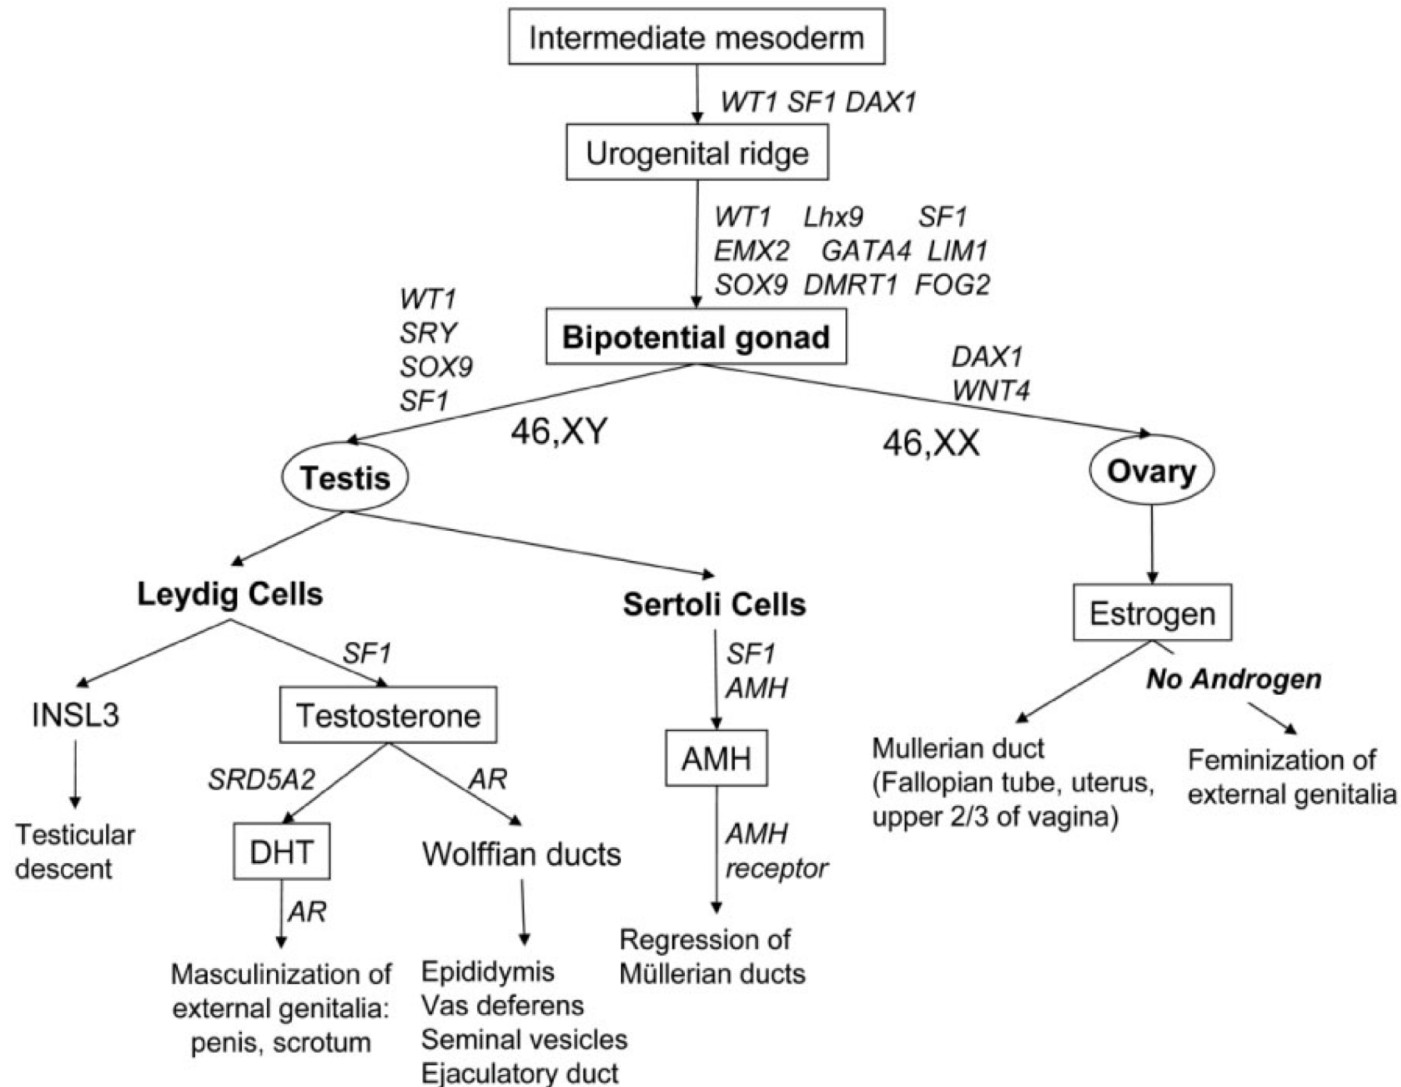 Intermediate mesoderm
WT1 SF1 DAX1
Urogenital ridge
WT1 Lhx9 SF1
EMX2 GATA4 LIM1
SOX9 DMRT1 FOG2
WT1
SRY
SOX9
SF1
Bipotential gonad
DAX1
WNT4
46,XY
46,XX
Testis
Ovary
Leydig Cells
Sertoli Cells
Estrogen
SF1
SF1
AMH
No Androgen
INSL3
Testosterone
AMH
Mullerian duct
(Fallopian tube, uterus,
upper 2/3 of vagina)
Feminization of
external genitalia
SRD5A2
AR
Testicular
descent
DHT
Wolffian ducts
AMH
receptor
AR
Regression of
Müllerian ducts
Masculinization of
external genitalia:
penis, scrotum
Epididymis
Vas deferens
Seminal vesicles
Ejaculatory duct